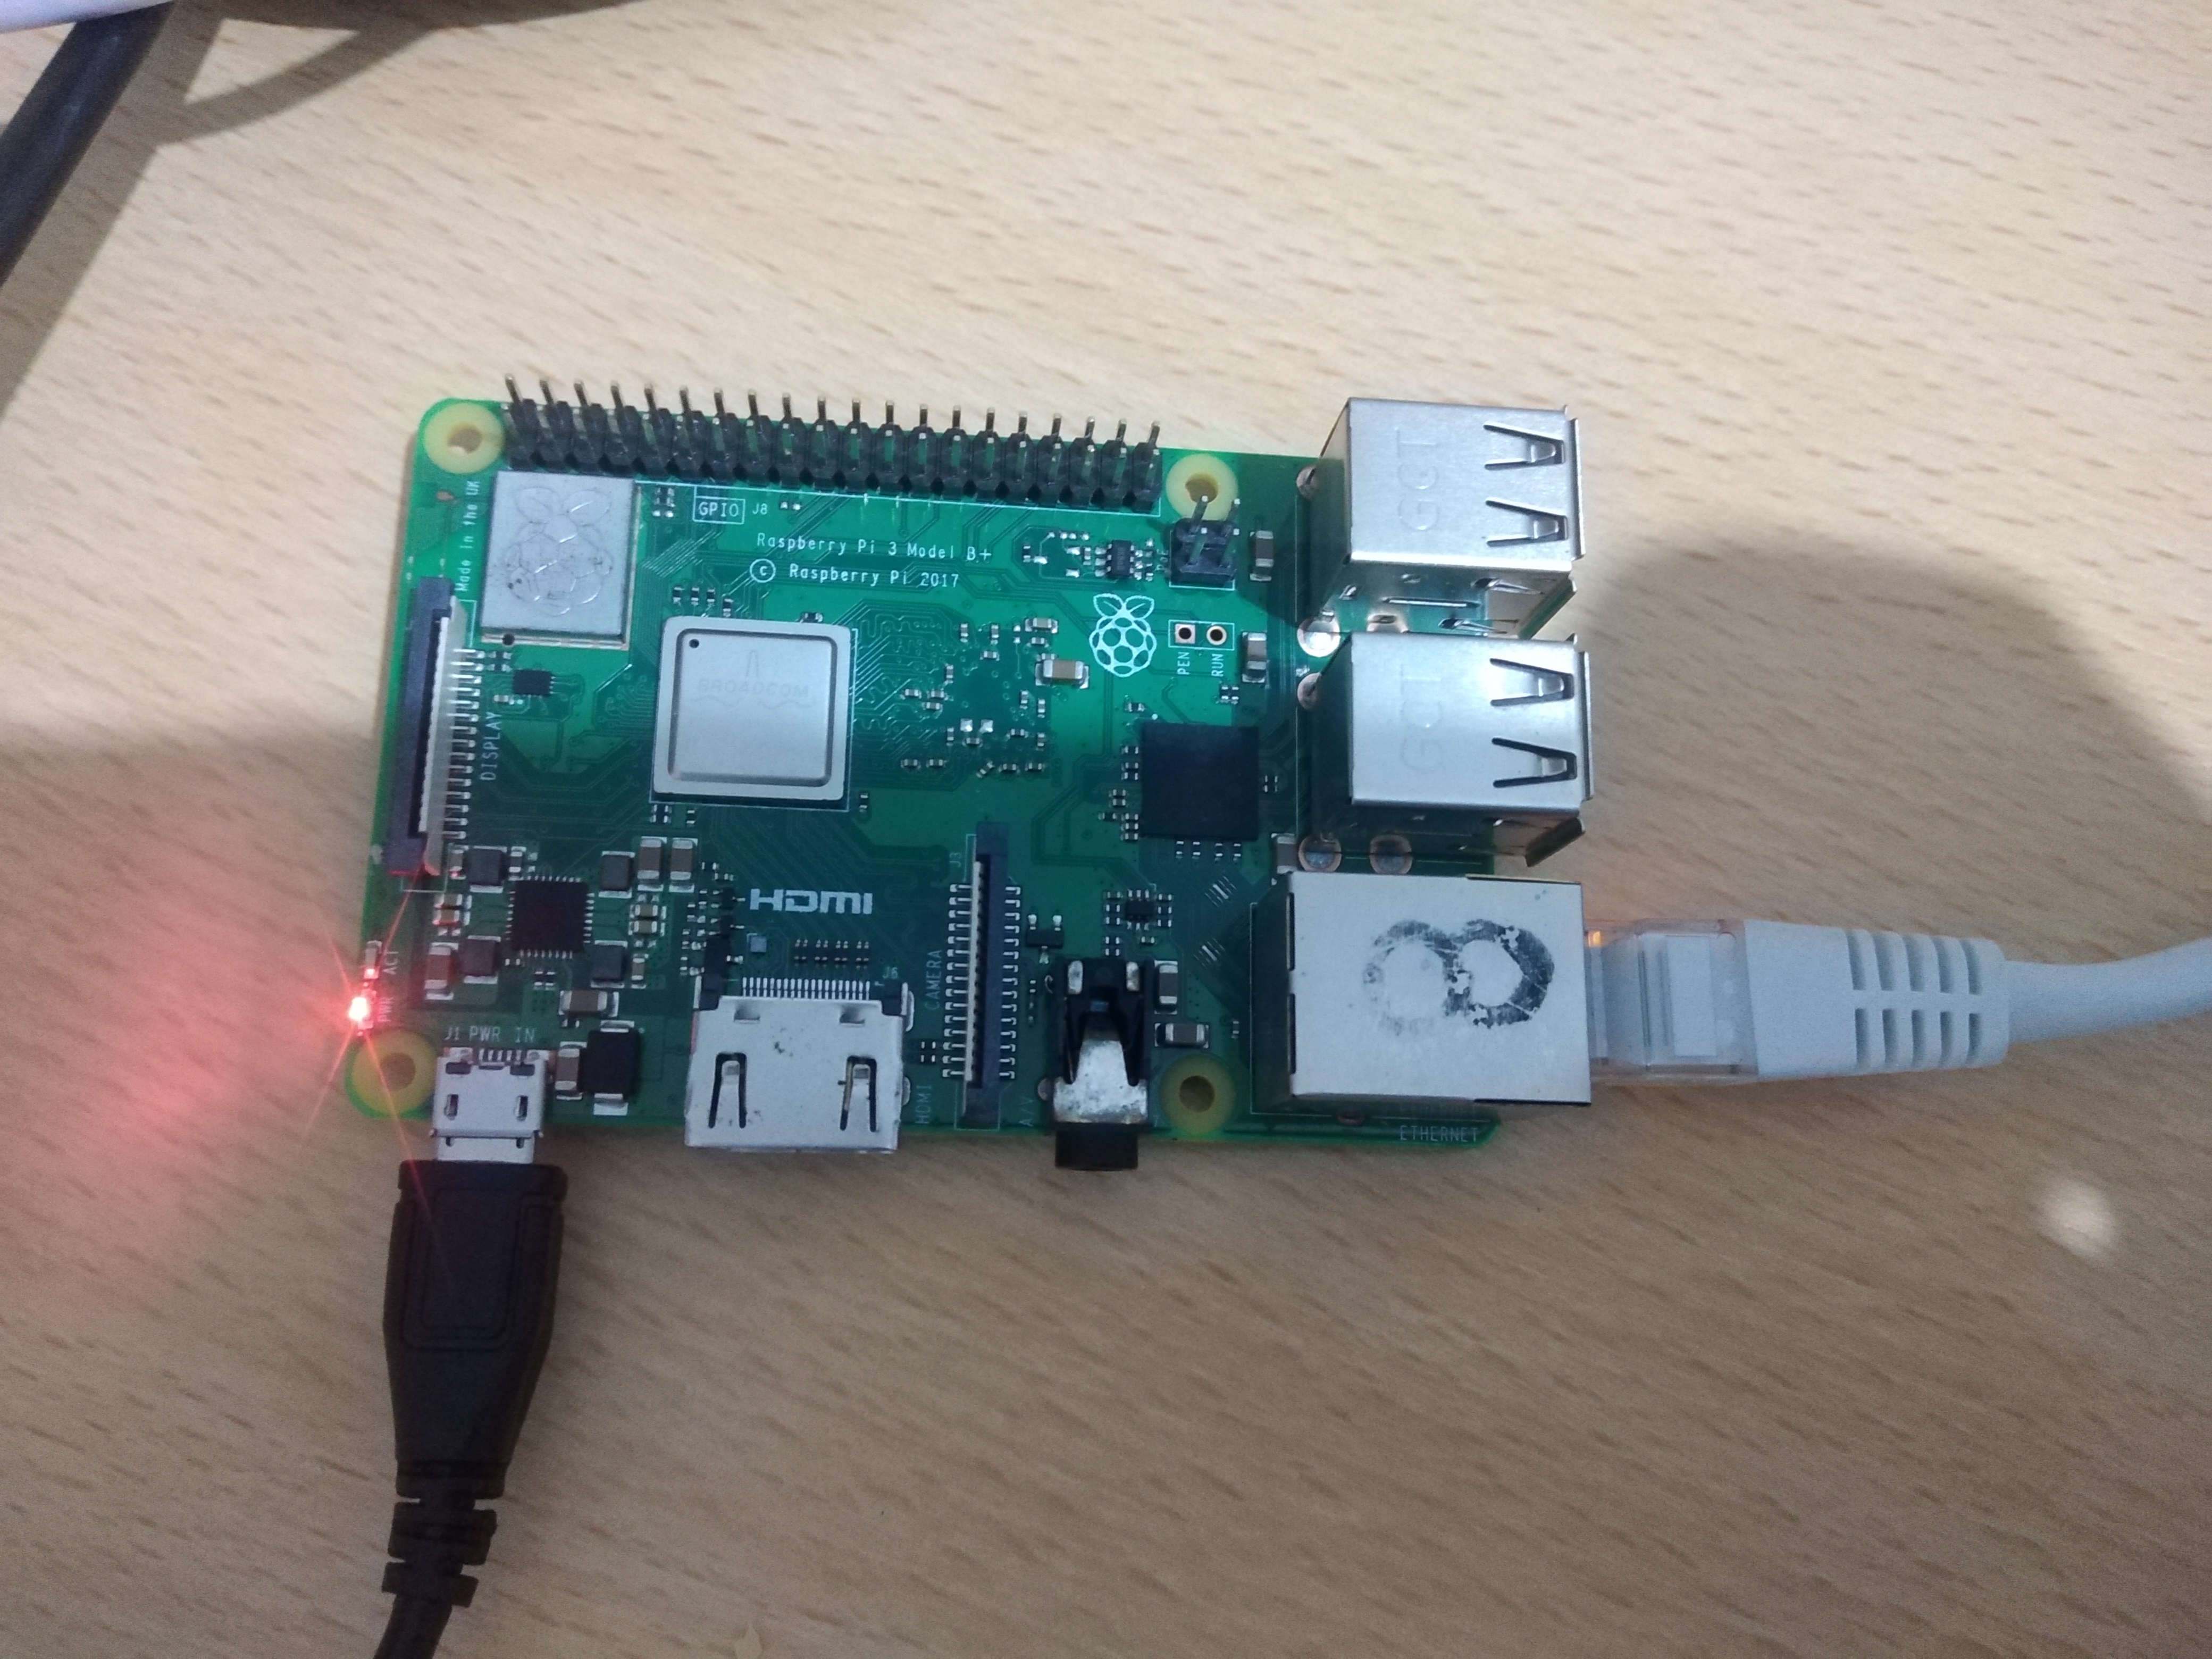 GPIO J8
Raspberry Pi 3 Model B+
© Raspberry Pi 2017
Made in the UK
BROADCOM
PEN
RUN
GCT
GCT
DISPLAY
HDMI
J3
CAMERA
J6
ACT
PWR
J1 PWR IN
HDMI
A/V
ETHERNET